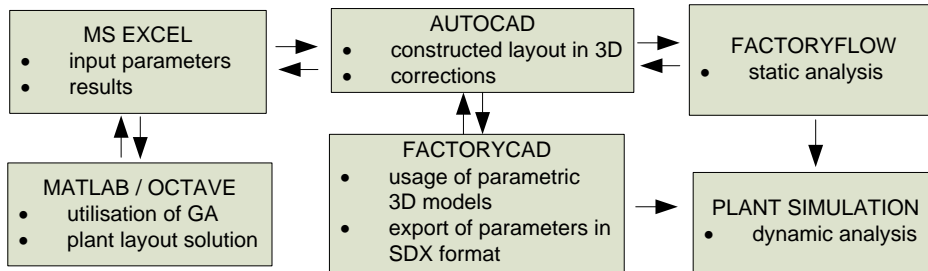 MS EXCEL
• input parameters
• results
AUTOCAD
• constructed layout in 3D
• corrections
FACTORYFLOW
• static analysis
MATLAB / OCTAVE
• utilisation of GA
• plant layout solution
FACTORYCAD
• usage of parametric
3D models
• export of parameters in
SDX format
PLANT SIMULATION
• dynamic analysis